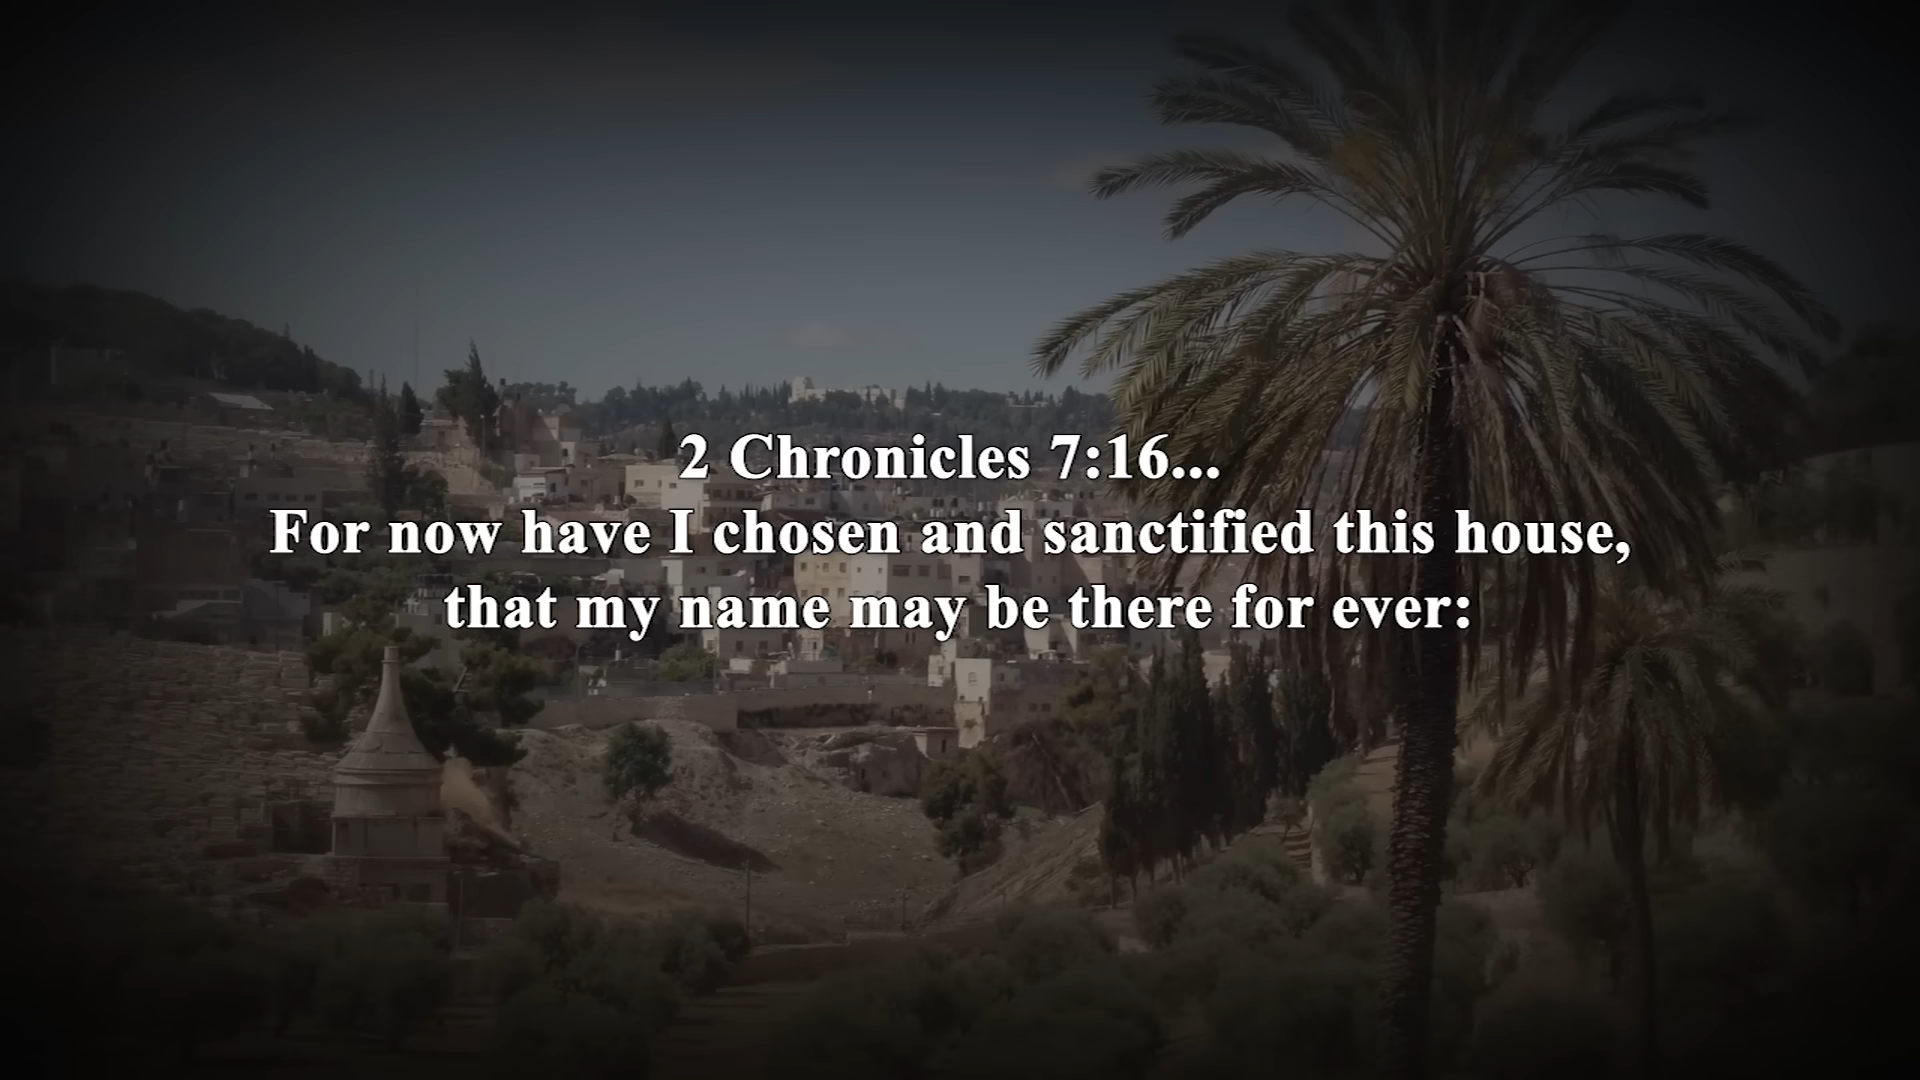 2 Chronicles 7:16...
For now have I chosen and sanctified this house,
that my name may be there for ever: